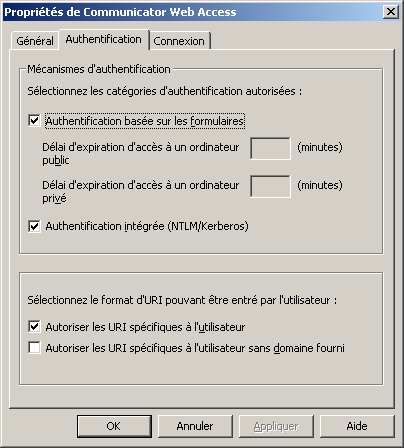 Propriétés de Communicator Web Access
Général
Authentification
Connexion
Mécanismes d'authentification
Sélectionnez les catégories d'authentification autorisées :
Authentification basée sur les formulaires
Délai d'expiration d'accès à un ordinateur
public
(minutes)
Délai d'expiration d'accès à un ordinateur
privé
(minutes)
Authentification intégrée (NTLM/Kerberos)
Sélectionnez le format d'URI pouvant être entré par l'utilisateur :
Autoriser les URI spécifiques à l'utilisateur
Autoriser les URI spécifiques à l'utilisateur sans domaine fourni
OK
Annuler
Appliquer
Aide